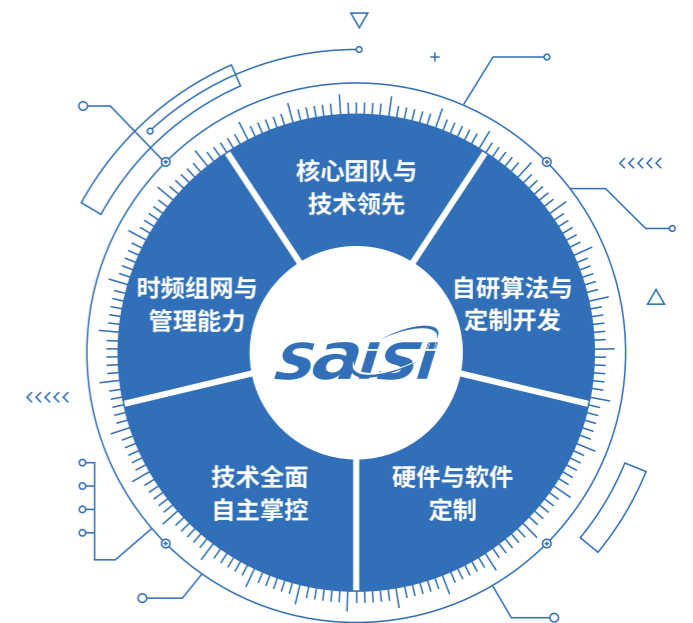 核心团队与
技术领先
自研算法与
定制开发
硬件与软件
定制
技术全面
自主掌控
时频组网与
管理能力
saisi